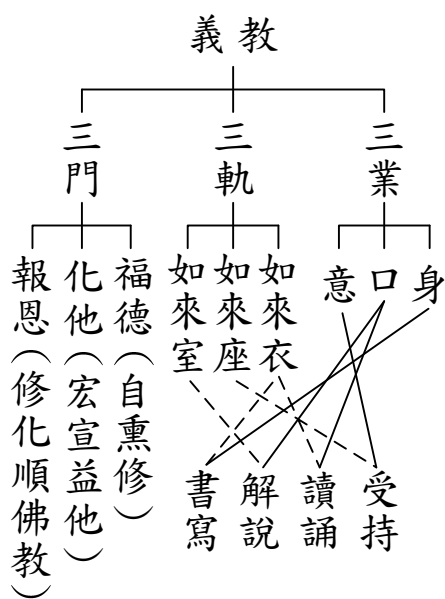 教義
三業
三軌
三門
身
口
意
如來衣
如來座
如來室
福德（自熏修）
化他（宏宣益他）
報恩（修化順佛教）
受持
讀誦
解說
書寫